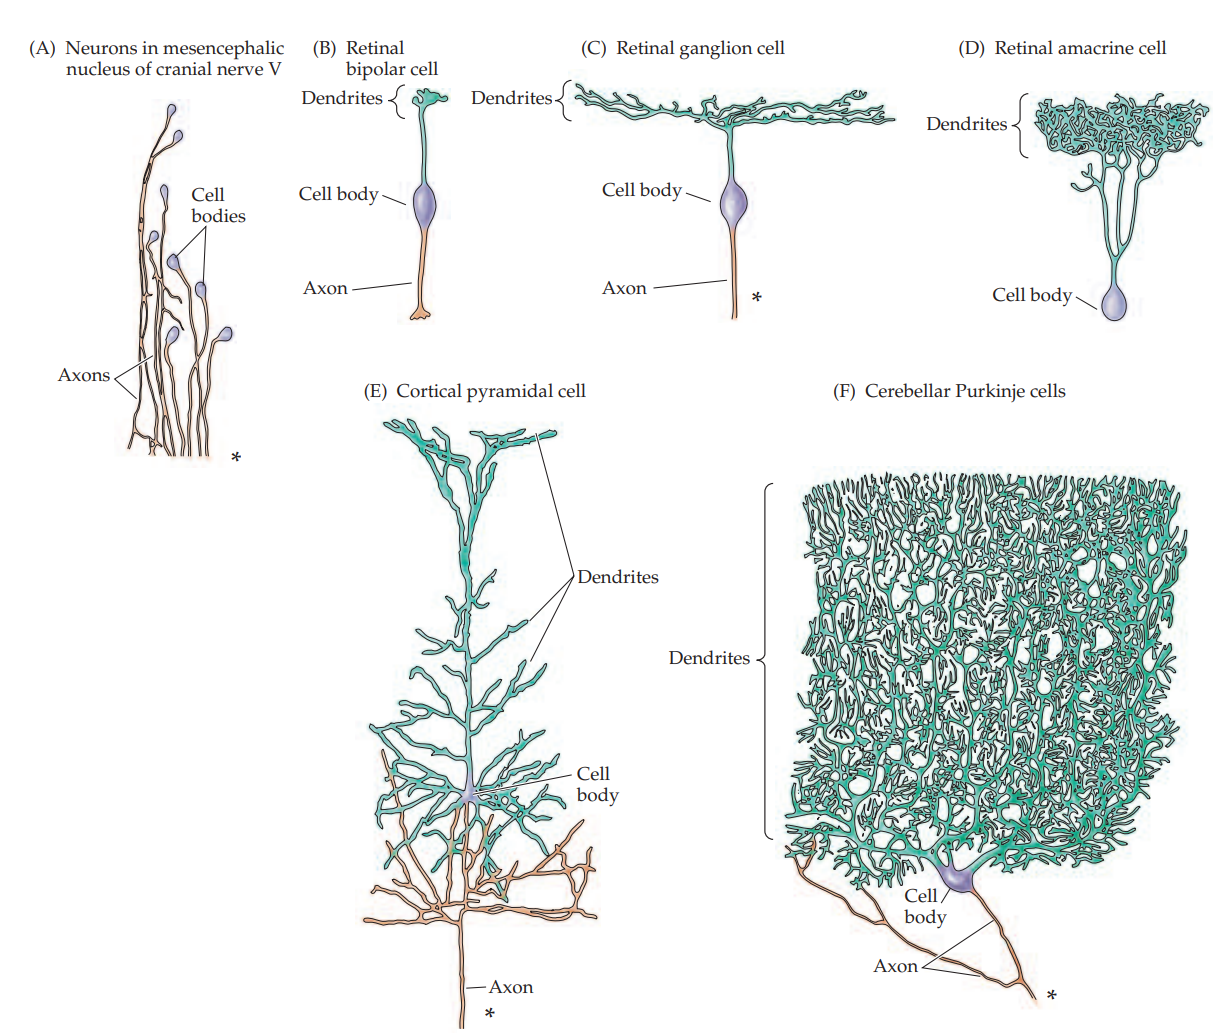 (A) Neurons in mesencephalic
nucleus of cranial nerve V
Cell
bodies
Axons
*
(B) Retinal
bipolar cell
Dendrites
Cell body
Axon
(C) Retinal ganglion cell
Dendrites
Cell body
Axon
*
(D) Retinal amacrine cell
Dendrites
Cell body
(E) Cortical pyramidal cell
Dendrites
Cell
body
Axon
*
(F) Cerebellar Purkinje cells
Dendrites
Cell
body
Axon
*